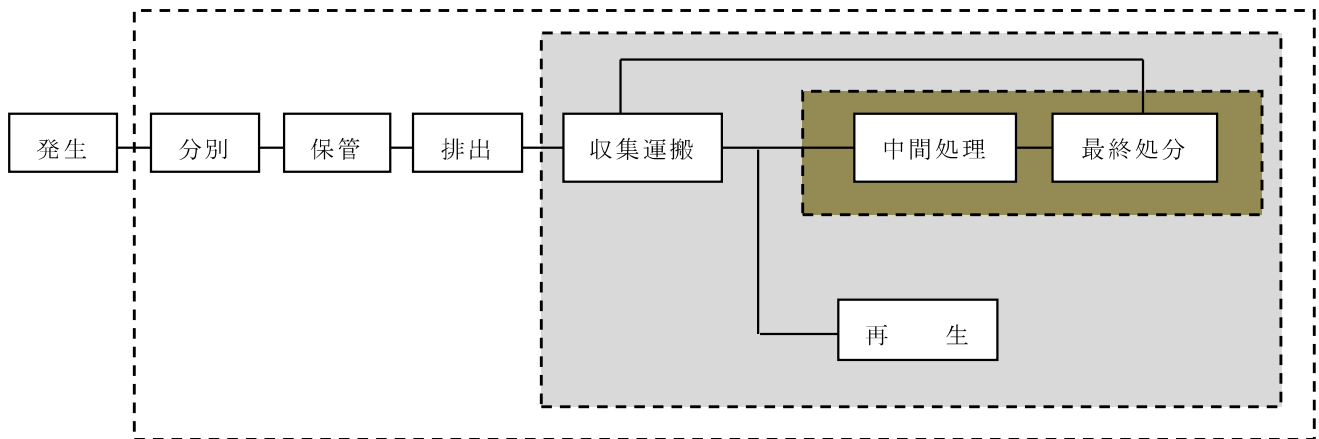 発生
分別
保管
排出
収集運搬
中間処理
最終処分
再　　生